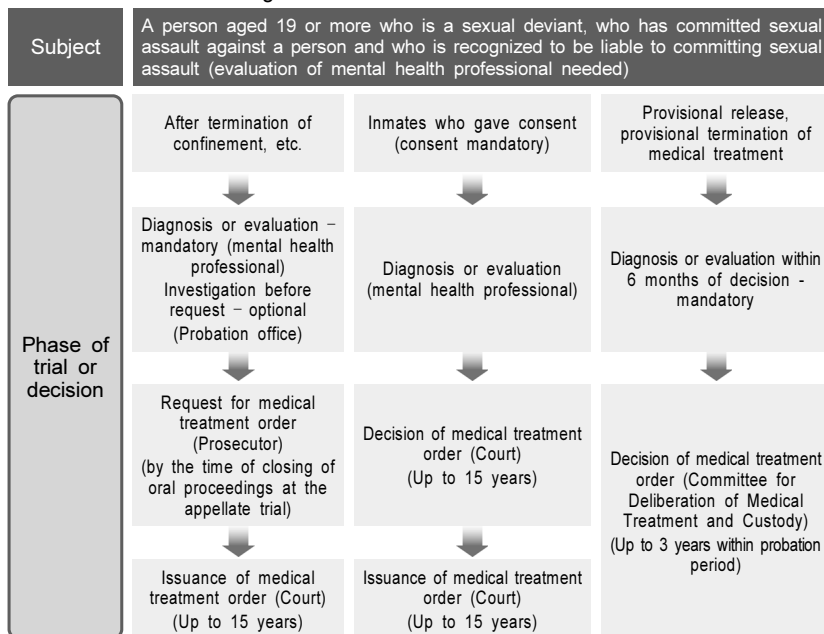 Subject
A person aged 19 or more who is a sexual deviant, who has committed sexual
assault against a person and who is recognized to be liable to committing sexual
assault (evaluation of mental health professional needed)
Phase of
trial or
decision
After termination of
confinement, etc.
Diagnosis or evaluation –
mandatory (mental health
professional)
Investigation before
request – optional
(Probation office)
Request for medical
treatment order
(Prosecutor)
(by the time of closing of
oral proceedings at the
appellate trial)
Issuance of medical
treatment order (Court)
(Up to 15 years)
Inmates who gave consent
(consent mandatory)
Diagnosis or evaluation
(mental health professional)
Decision of medical treatment
order (Court)
(Up to 15 years)
Issuance of medical treatment
order (Court)
(Up to 15 years)
Provisional release,
provisional termination of
medical treatment
Diagnosis or evaluation within
6 months of decision -
mandatory
Decision of medical treatment
order (Committee for
Deliberation of Medical
Treatment and Custody)
(Up to 3 years within probation
period)